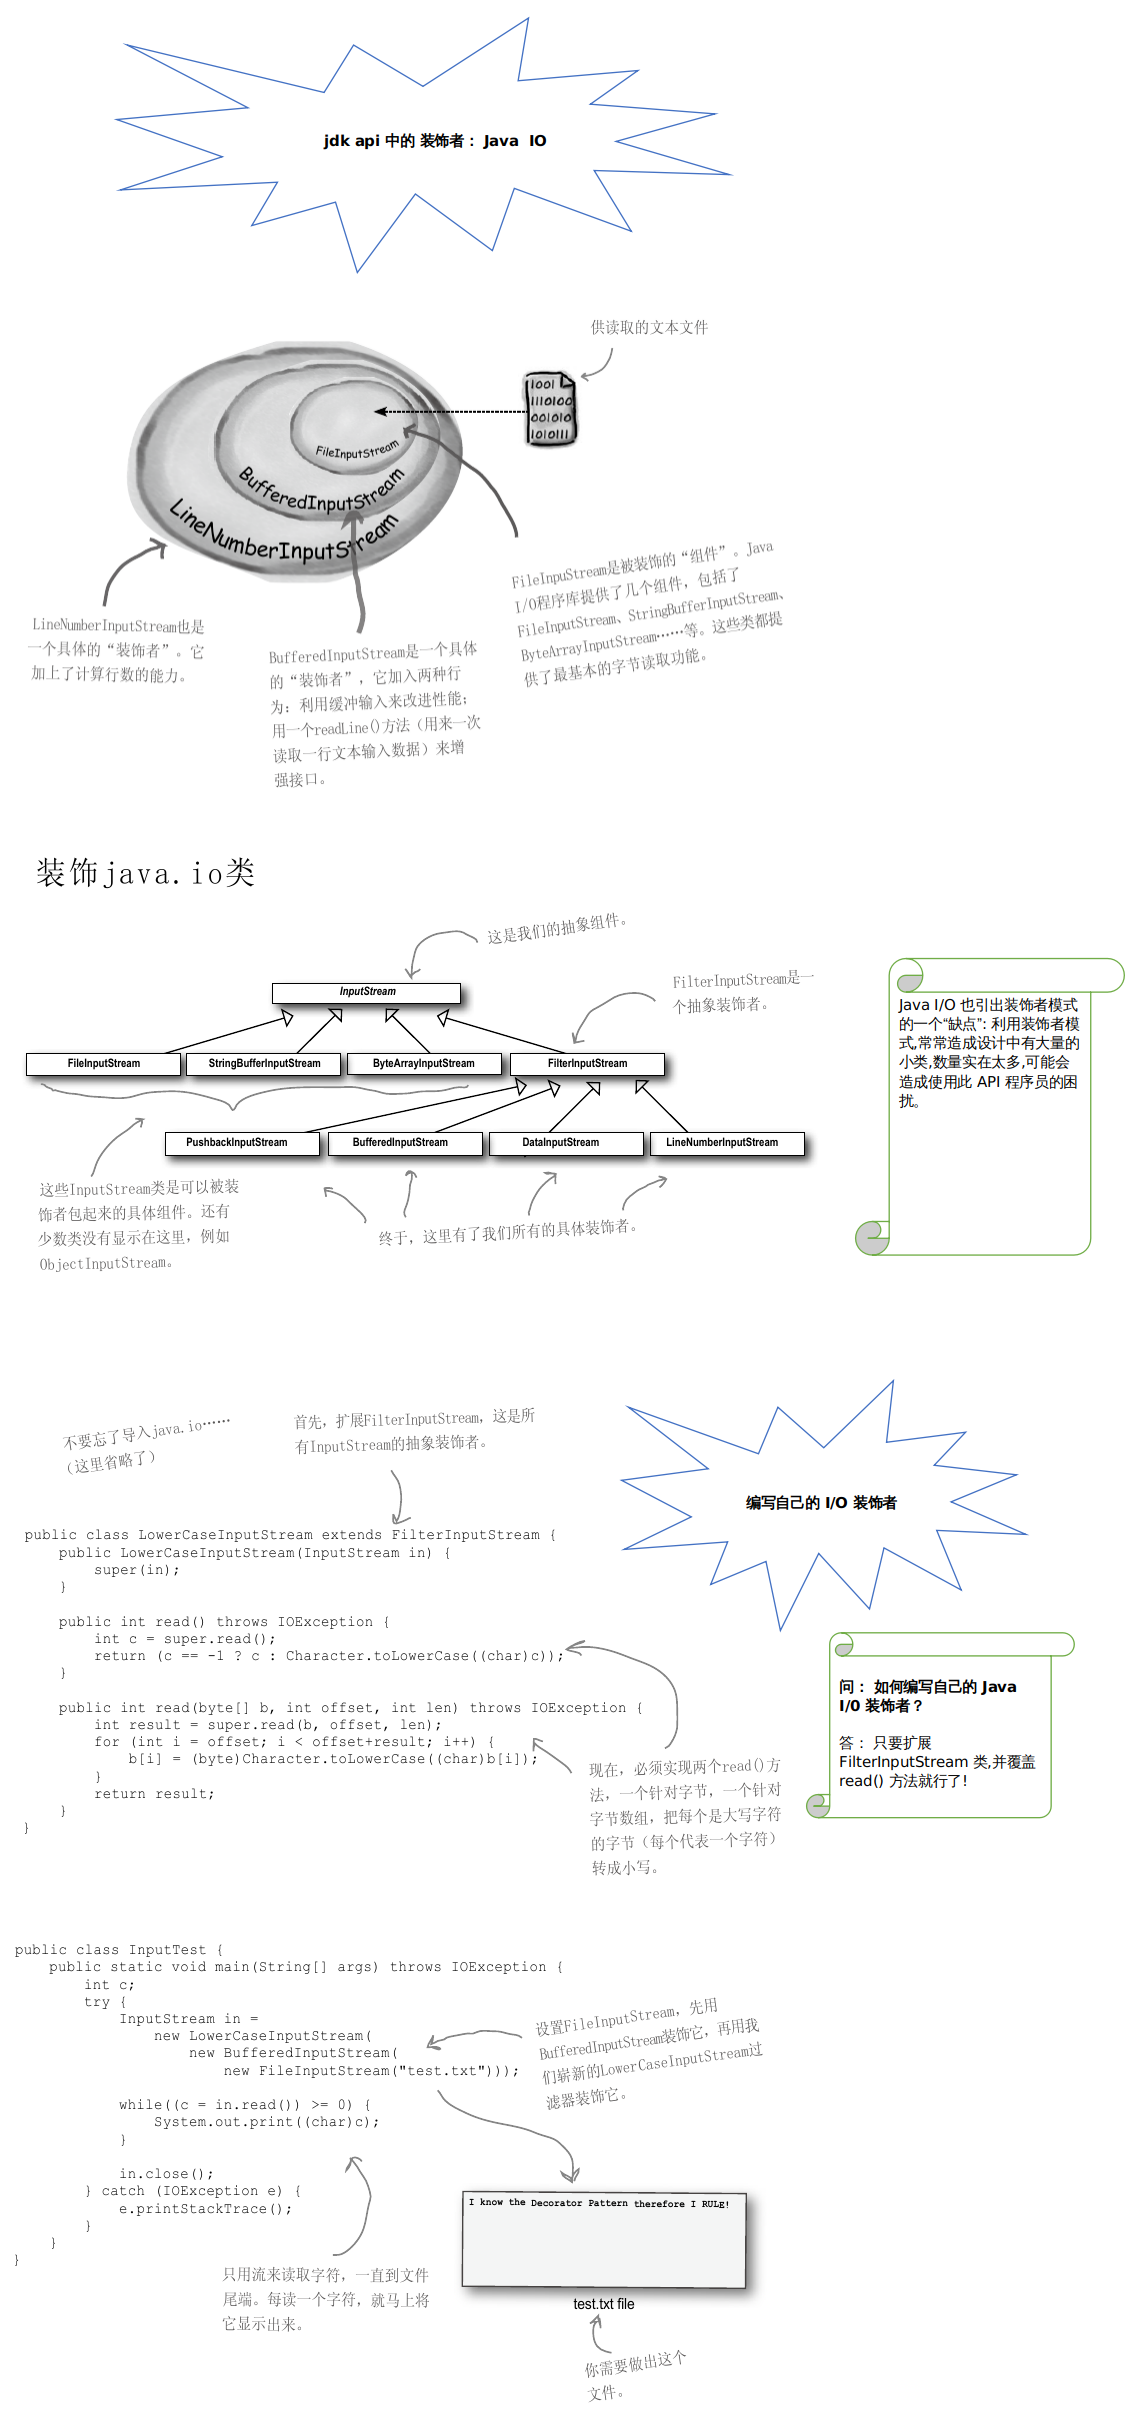 jdk api 中的 装饰者： Java  IO
供读取的文本文件
1001
1110100
001010
1010111
FileInputStream
BufferedInputStream
LineNumberInputStream
FileInpuStream是被装饰的“组件”。Java
I/O程序库提供了几个组件，包括了
FileInputStream、StringBufferInputStream、
ByteArrayInputStream……等。这些类都提
供了最基本的字节读取功能。
LineNumberInputStream也是
一个具体的“装饰者”。它
加上了计算行数的能力。
BufferedInputStream是一个具体
的“装饰者”，它加入两种行
为：利用缓冲输入来改进性能；
用一个readLine()方法（用来一次
读取一行文本输入数据）来增
强接口。
装饰java.io类
这是我们的抽象组件。
FilterInputStream是一
个抽象装饰者。
InputStream
FileInputStream
StringBufferInputStream
ByteArrayInputStream
FilterInputStream
PushbackInputStream
BufferedInputStream
DataInputStream
LineNumberInputStream
这些InputStream类是可以被装
饰者包起来的具体组件。还有
少数类没有显示在这里，例如
ObjectInputStream。
终于，这里有了我们所有的具体装饰者。
Java I/O 也引出装饰者模式
的一个“缺点”: 利用装饰者模
式,常常造成设计中有大量的
小类,数量实在太多,可能会
造成使用此 API 程序员的困
扰。
不要忘了导入java.io……
（这里省略了）
首先，扩展FilterInputStream，这是所
有InputStream的抽象装饰者。
编写自己的 I/O 装饰者
public class LowerCaseInputStream extends FilterInputStream {
    public LowerCaseInputStream(InputStream in) {
        super(in);
    }
    public int read() throws IOException {
        int c = super.read();
        return (c == -1 ? c : Character.toLowerCase((char)c));
    }
    public int read(byte[] b, int offset, int len) throws IOException {
        int result = super.read(b, offset, len);
        for (int i = offset; i < offset+result; i++) {
            b[i] = (byte)Character.toLowerCase((char)b[i]);
        }
        return result;
    }
}
现在，必须实现两个read()方
法，一个针对字节，一个针对
字节数组，把每个是大写字符
的字节（每个代表一个字符）
转成小写。
问： 如何编写自己的 Java
I/0 装饰者？
答： 只要扩展
FilterInputStream 类,并覆盖
read() 方法就行了!
public class InputTest {
    public static void main(String[] args) throws IOException {
        int c;
        try {
            InputStream in =
                new LowerCaseInputStream(
                    new BufferedInputStream(
                        new FileInputStream("test.txt")));
            while((c = in.read()) >= 0) {
                System.out.print((char)c);
            }
            in.close();
        } catch (IOException e) {
            e.printStackTrace();
        }
    }
}
设置FileInputStream，先用
BufferedInputStream装饰它，再用我
们崭新的LowerCaseInputStream过
滤器装饰它。
只用流来读取字符，一直到文件
尾端。每读一个字符，就马上将
它显示出来。
I know the Decorator Pattern therefore I RULE!
test.txt file
你需要做出这个
文件。